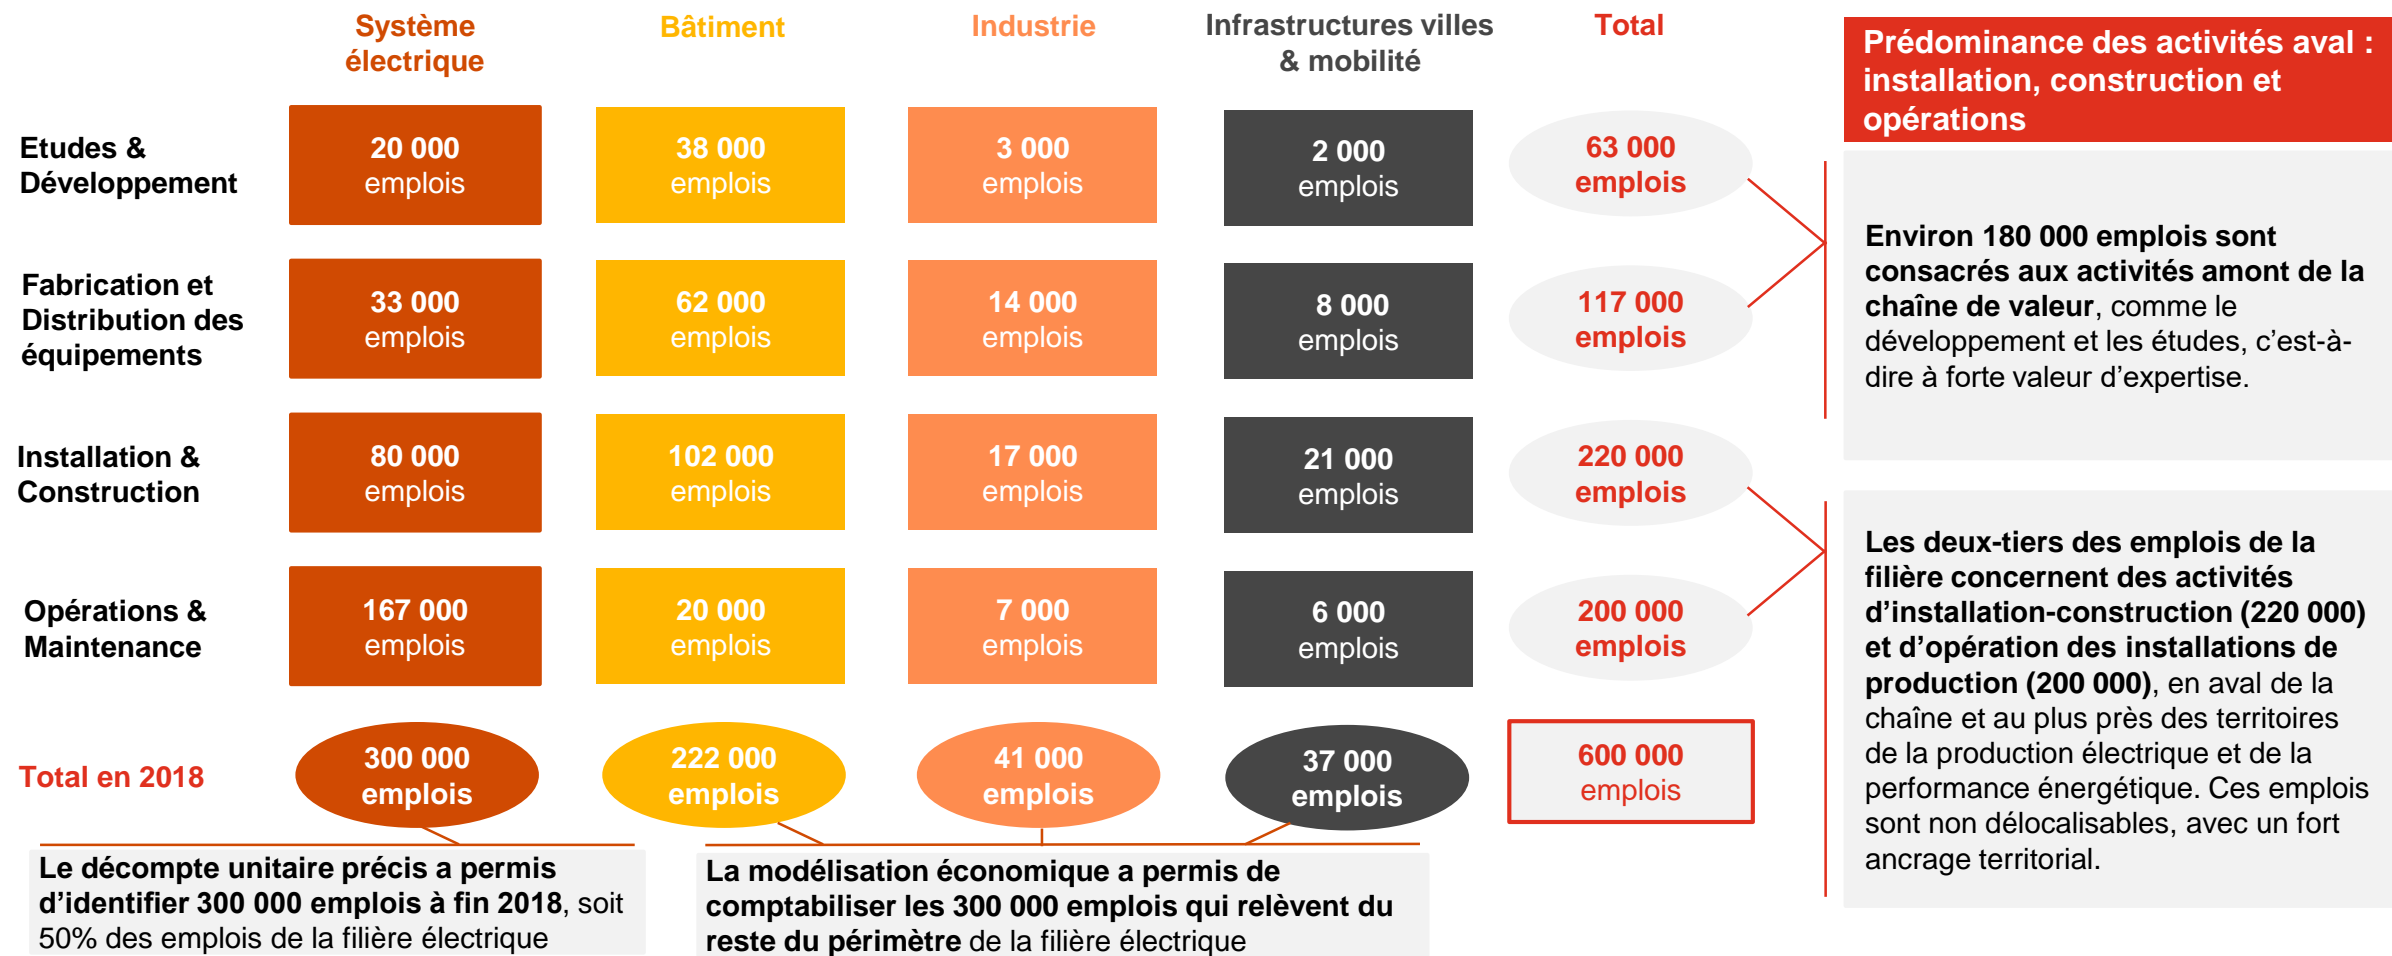 Système
électrique
Bâtiment
Industrie
Infrastructures villes
& mobilité
Total
Etudes &
Développement
20 000
emplois
38 000
emplois
3 000
emplois
2 000
emplois
63 000
emplois
Fabrication et
Distribution des
équipements
33 000
emplois
62 000
emplois
14 000
emplois
8 000
emplois
117 000
emplois
Installation &
Construction
80 000
emplois
102 000
emplois
17 000
emplois
21 000
emplois
220 000
emplois
Opérations &
Maintenance
167 000
emplois
20 000
emplois
7 000
emplois
6 000
emplois
200 000
emplois
Total en 2018
300 000
emplois
222 000
emplois
41 000
emplois
37 000
emplois
600 000
emplois
Le décompte unitaire précis a permis
d'identifier 300 000 emplois à fin 2018, soit
50% des emplois de la filière électrique
La modélisation économique a permis de
comptabiliser les 300 000 emplois qui relèvent du
reste du périmètre de la filière électrique
Prédominance des activités aval :
installation, construction et
opérations
Environ 180 000 emplois sont
consacrés aux activités amont de la
chaîne de valeur, comme le
développement et les études, c'est-à-
dire à forte valeur d'expertise.
Les deux-tiers des emplois de la
filière concernent des activités
d'installation-construction (220 000)
et d'opération des installations de
production (200 000), en aval de la
chaîne et au plus près des territoires
de la production électrique et de la
performance énergétique. Ces emplois
sont non délocalisables, avec un fort
ancrage territorial.